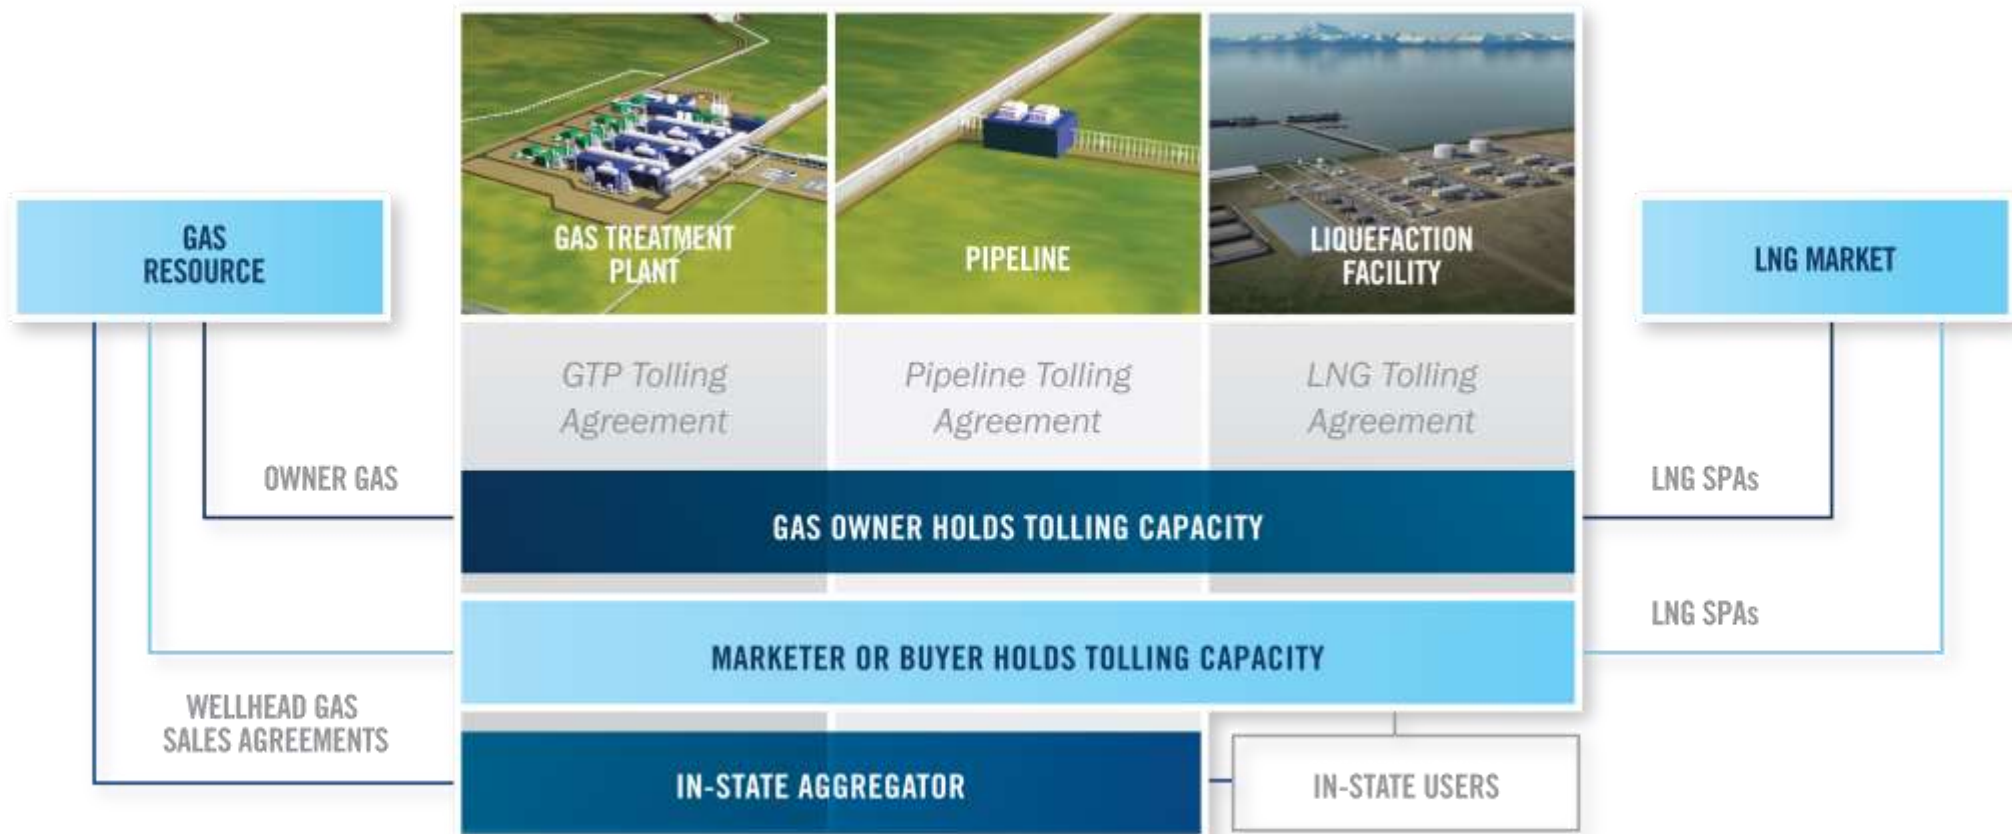 GAS TREATMENT
PLANT
PIPELINE
LIQUEFACTION
FACILITY
GAS
RESOURCE
LNG MARKET
GTP Tolling
Agreement
Pipeline Tolling
Agreement
LNG Tolling
Agreement
OWNER GAS
LNG SPAs
GAS OWNER HOLDS TOLLING CAPACITY
LNG SPAs
MARKETER OR BUYER HOLDS TOLLING CAPACITY
WELLHEAD GAS
SALES AGREEMENTS
IN-STATE AGGREGATOR
IN-STATE USERS